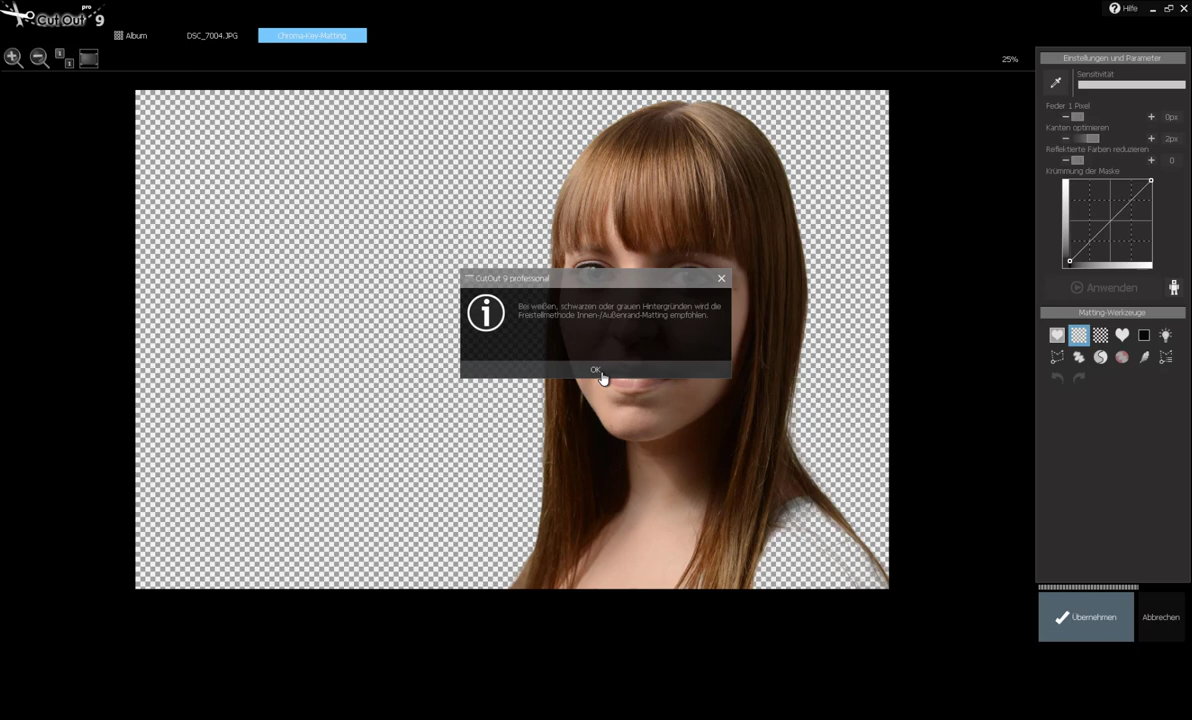 CutOut pro 9
Hilfe
Album
DSC_7004.JPG
Chroma-Key-Matting
25%
Einstellungen und Parameter
Sensitivität
Feder 1 Pixel
0px
Kanten optimieren
2px
Reflektierte Farben reduzieren
0
Krümmung der Maske
Anwenden
Matting-Werkzeuge
CutOut 9 professional
Bei weißen, schwarzen oder grauen Hintergründen wird die
Freistellmethode Innen-/Außenrand-Matting empfohlen.
OK
Übernehmen
Abbrechen